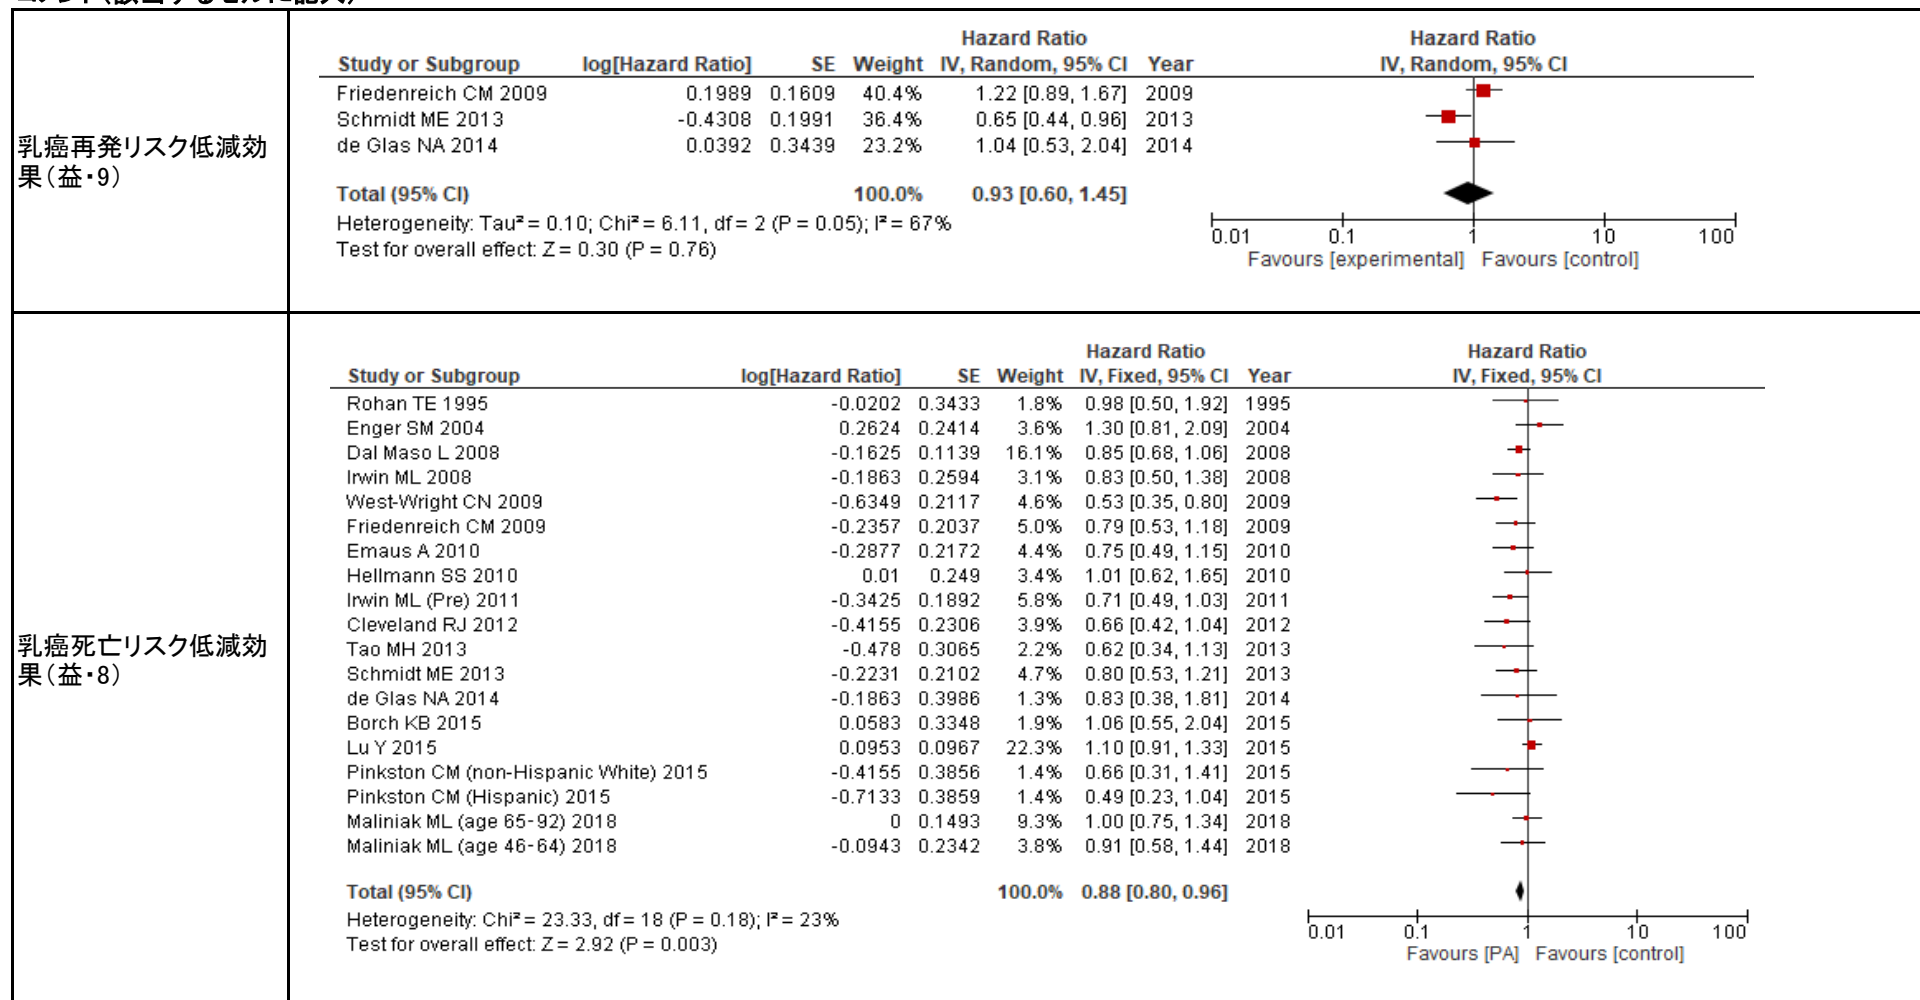 コメント(該当するセルに記入)
乳癌再発リスク低減効
果(益・9)
Hazard Ratio Hazard Ratio
Study or Subgroup log[Hazard Ratio] SE Weight IV, Random, 95% CI Year IV, Random, 95% CI
Friedenreich CM 2009 0.1989 0.1609 40.4% 1.22 [0.89, 1.67] 2009
Schmidt ME 2013 -0.4308 0.1991 36.4% 0.65 [0.44, 0.96] 2013
de Glas NA 2014 0.0392 0.3439 23.2% 1.04 [0.53, 2.04] 2014
Total (95% CI) 100.0% 0.93 [0.60, 1.45]
Heterogeneity: Tau² = 0.10; Chi² = 6.11, df = 2 (P = 0.05); I² = 67%
Test for overall effect: Z = 0.30 (P = 0.76)
0.01 0.1 1 10 100
Favours [experimental] Favours [control]
乳癌死亡リスク低減効
果(益・8)
Hazard Ratio Hazard Ratio
Study or Subgroup log[Hazard Ratio] SE Weight IV, Fixed, 95% CI Year IV, Fixed, 95% CI
Rohan TE 1995 -0.0202 0.3433 1.8% 0.98 [0.50, 1.92] 1995
Enger SM 2004 0.2624 0.2414 3.6% 1.30 [0.81, 2.09] 2004
Dal Maso L 2008 -0.1625 0.1139 16.1% 0.85 [0.68, 1.06] 2008
Irwin ML 2008 -0.1863 0.2594 3.1% 0.83 [0.50, 1.38] 2008
West-Wright CN 2009 -0.6349 0.2117 4.6% 0.53 [0.35, 0.80] 2009
Friedenreich CM 2009 -0.2357 0.2037 5.0% 0.79 [0.53, 1.18] 2009
Emaus A 2010 -0.2877 0.2172 4.4% 0.75 [0.49, 1.15] 2010
Hellmann SS 2010 0.01 0.249 3.4% 1.01 [0.62, 1.65] 2010
Irwin ML (Pre) 2011 -0.3425 0.1892 5.8% 0.71 [0.49, 1.03] 2011
Cleveland RJ 2012 -0.4155 0.2306 3.9% 0.66 [0.42, 1.04] 2012
Tao MH 2013 -0.478 0.3065 2.2% 0.62 [0.34, 1.13] 2013
Schmidt ME 2013 -0.2231 0.2102 4.7% 0.80 [0.53, 1.21] 2013
de Glas NA 2014 -0.1863 0.3986 1.3% 0.83 [0.38, 1.81] 2014
Borch KB 2015 0.0583 0.3348 1.9% 1.06 [0.55, 2.04] 2015
Lu Y 2015 0.0953 0.0967 22.3% 1.10 [0.91, 1.33] 2015
Pinkston CM (non-Hispanic White) 2015 -0.4155 0.3856 1.4% 0.66 [0.31, 1.41] 2015
Pinkston CM (Hispanic) 2015 -0.7133 0.3859 1.4% 0.49 [0.23, 1.04] 2015
Maliniak ML (age 65-92) 2018 0 0.1493 9.3% 1.00 [0.75, 1.34] 2018
Maliniak ML (age 46-64) 2018 -0.0943 0.2342 3.8% 0.91 [0.58, 1.44] 2018
Total (95% CI) 100.0% 0.88 [0.80, 0.96]
Heterogeneity: Chi² = 23.33, df = 18 (P = 0.18); I² = 23%
Test for overall effect: Z = 2.92 (P = 0.003)
0.01 0.1 1 10 100
Favours [PA] Favours [control]